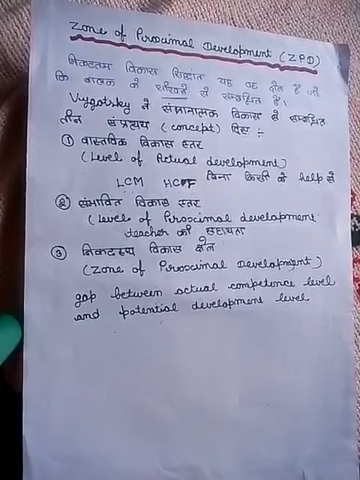 Zone of Proximal Development (ZPD)
निकटतम विकास सिद्धांत यह वह क्षेत्र है जो
कि बालक को सीखने से सम्बन्धित है।
Vygotsky ने संज्ञानात्मक विकास से सम्बन्धित
तीन संप्रत्यय (concept) दिए :-
① वास्तविक विकास स्तर
(Level of Actual development)
LCM HCF बिना किसी के help से
② संभावित विकास स्तर
(Level of Proximal development
teacher की सहायता
③ निकटस्थ विकास क्षेत्र
(Zone of Proximal Development)
gap between actual competence level
and potential development level